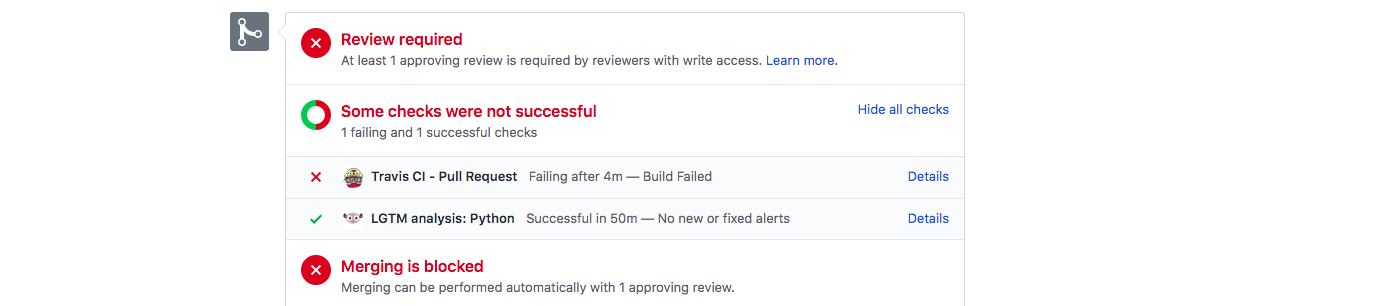 Review required
At least 1 approving review is required by reviewers with write access. Learn more.
Some checks were not successful
Hide all checks
1 failing and 1 successful checks
Travis CI - Pull Request Failing after 4m — Build Failed Details
LGTM analysis: Python Successful in 50m — No new or fixed alerts Details
Merging is blocked
Merging can be performed automatically with 1 approving review.